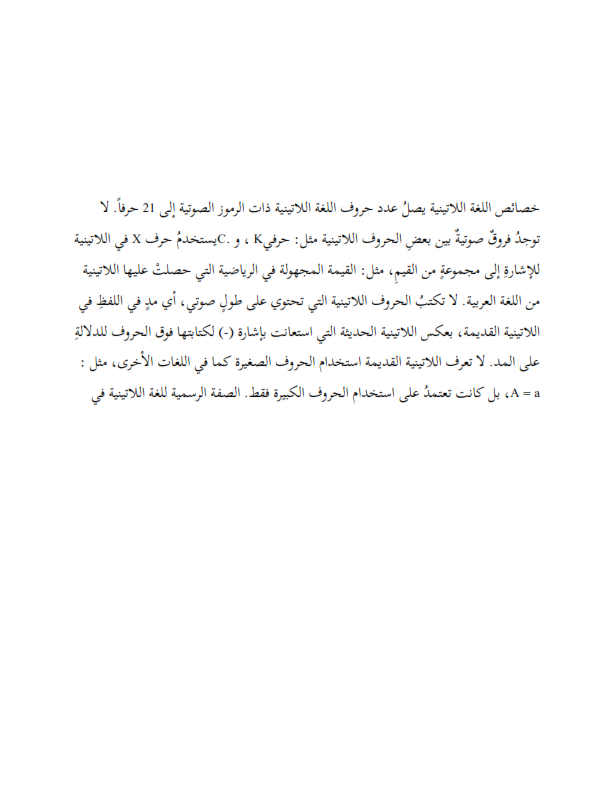 خصائص اللغة اللاتينية يصلُ عدد حروف اللغة اللاتينية ذات الرموز الصوتية إلى 21 حرفاً. لا
توجدُ فروقٌ صوتيةٌ بين بعضِ الحروف اللاتينية مثل: حرفيK ، و .Cيستخدمُ حرف X في اللاتينية
للإشارةِ إلى مجموعةٍ من القيمِ، مثل: القيمة المجهولة في الرياضية التي حصلتْ عليها اللاتينية
من اللغة العربية. لا تكتبُ الحروف اللاتينية التي تحتوي على طولٍ صوتي، أي مدٍ في اللفظِ في
اللاتينية القديمة، بعكس اللاتينية الحديثة التي استعانت بإشارة (-) لكتابتها فوق الحروف للدلالةِ
على المد. لا تعرف اللاتينية القديمة استخدام الحروف الصغيرة كما في اللغات الأخرى، مثل :
A = a، بل كانت تعتمدُ على استخدام الحروف الكبيرة فقط. الصفة الرسمية للغة اللاتينية في